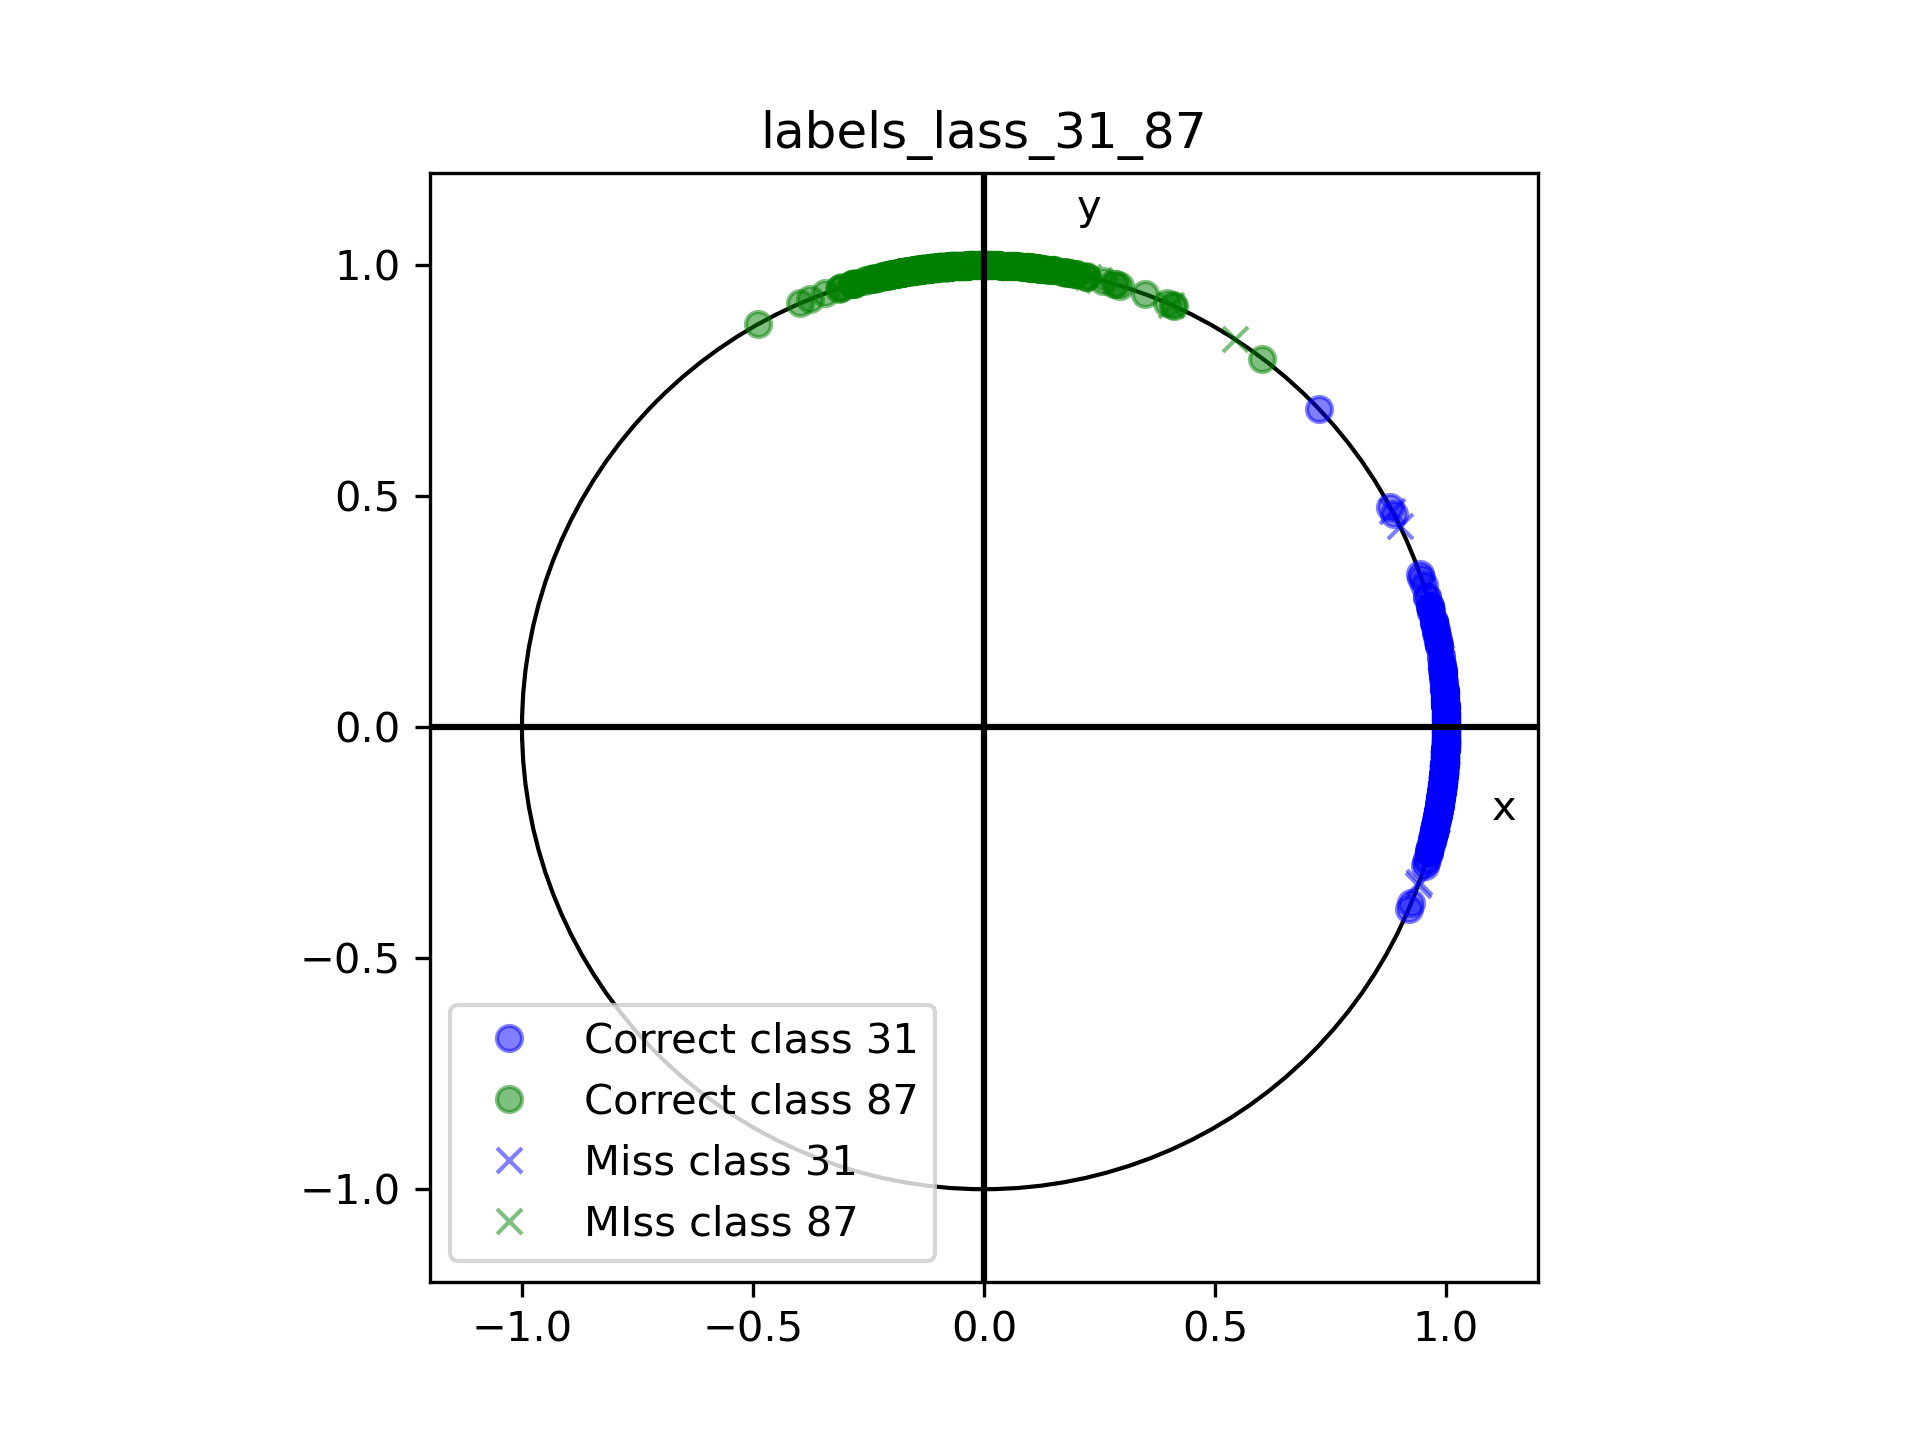 labels_lass_31_87
y
1.0
0.5
0.0
x
−0.5
−1.0
Correct class 31
Correct class 87
Miss class 31
MIss class 87
−1.0 −0.5 0.0 0.5 1.0